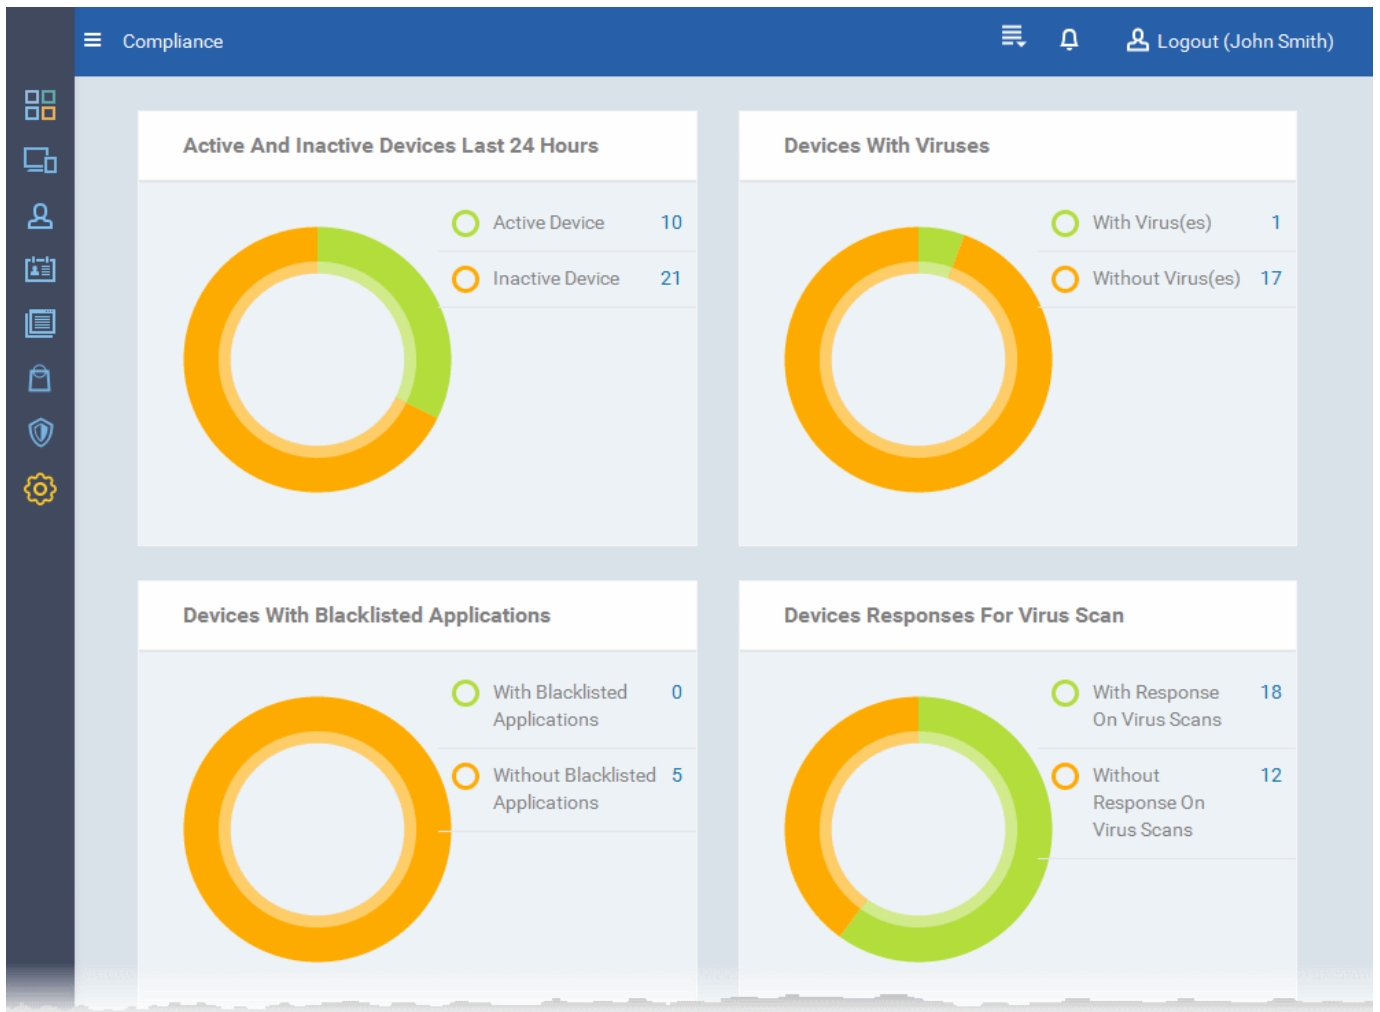 Compliance
Logout (John Smith)
Active And Inactive Devices Last 24 Hours
Active Device 10
Inactive Device 21
Devices With Viruses
With Virus(es) 1
Without Virus(es) 17
Devices With Blacklisted Applications
With Blacklisted 0
Applications
Without Blacklisted 5
Applications
Devices Responses For Virus Scan
With Response 18
On Virus Scans
Without 12
Response On
Virus Scans